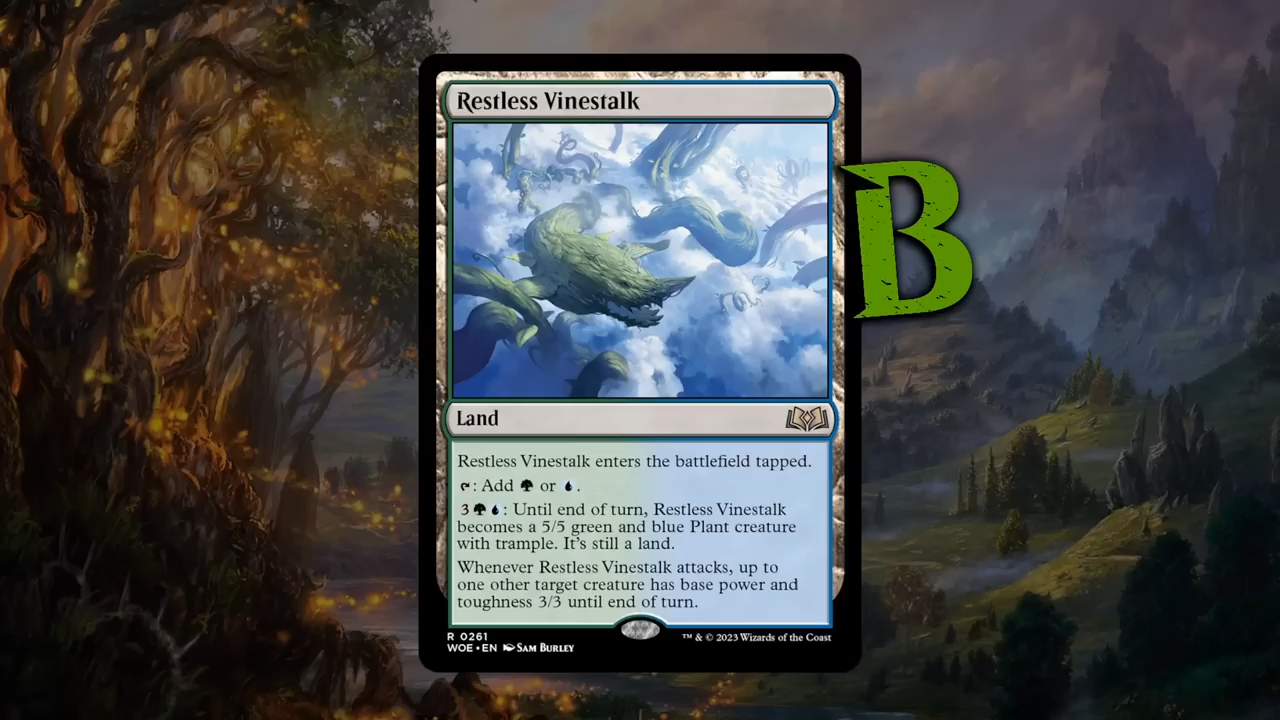 Restless Vinestalk
B
Land
Restless Vinestalk enters the battlefield tapped.
: Add or .
3 : Until end of turn, Restless Vinestalk
becomes a 5/5 green and blue Plant creature
with trample. It's still a land.
Whenever Restless Vinestalk attacks, up to
one other target creature has base power and
toughness 3/3 until end of turn.
R 0261
WOE • EN SAM BURLEY
™ & © 2023 Wizards of the Coast